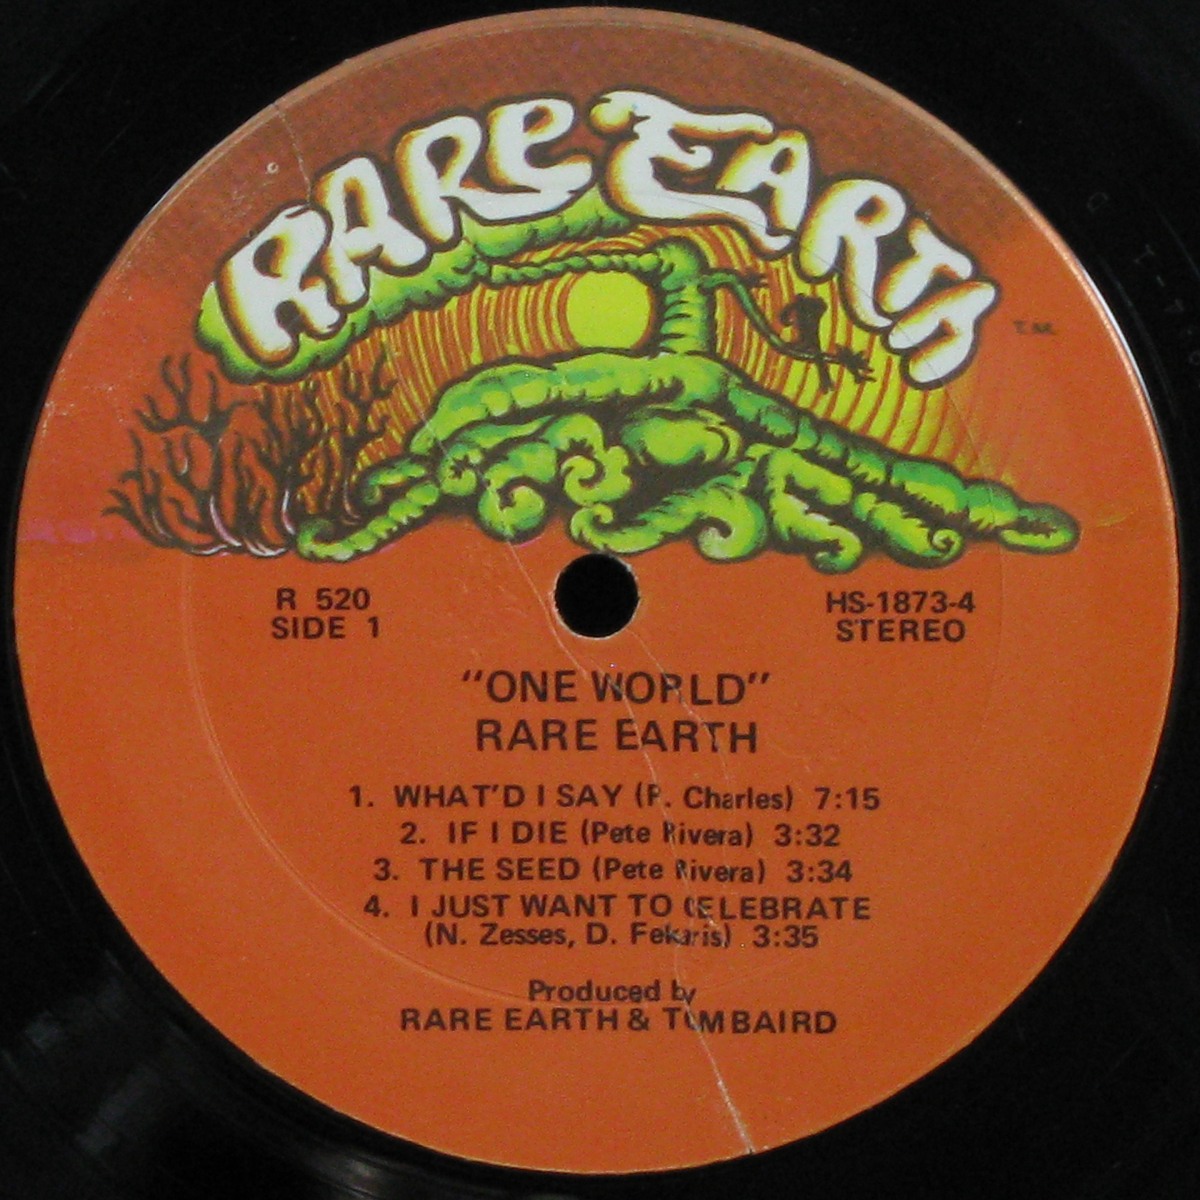 RARE EARTH
T.M.
R 520
SIDE 1
HS-1873-4
STEREO
"ONE WORLD"
RARE EARTH
1. WHAT'D I SAY (R. Charles) 7:15
2. IF I DIE (Pete Rivera) 3:32
3. THE SEED (Pete Rivera) 3:34
4. I JUST WANT TO CELEBRATE
(N. Zesses, D. Fekaris) 3:35
Produced by
RARE EARTH & TOM BAIRD